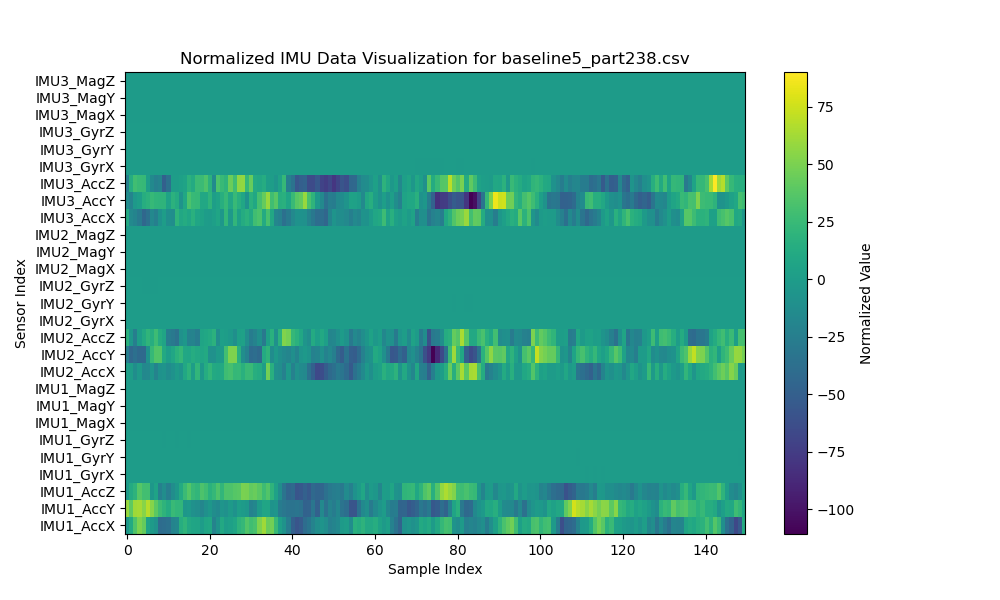 Normalized IMU Data Visualization for baseline5_part238.csv
Sensor Index
IMU3_MagZ
IMU3_MagY
IMU3_MagX
IMU3_GyrZ
IMU3_GyrY
IMU3_GyrX
IMU3_AccZ
IMU3_AccY
IMU3_AccX
IMU2_MagZ
IMU2_MagY
IMU2_MagX
IMU2_GyrZ
IMU2_GyrY
IMU2_GyrX
IMU2_AccZ
IMU2_AccY
IMU2_AccX
IMU1_MagZ
IMU1_MagY
IMU1_MagX
IMU1_GyrZ
IMU1_GyrY
IMU1_GyrX
IMU1_AccZ
IMU1_AccY
IMU1_AccX
0 20 40 60 80 100 120 140
Sample Index
75
50
25
0
−25
−50
−75
−100
Normalized Value